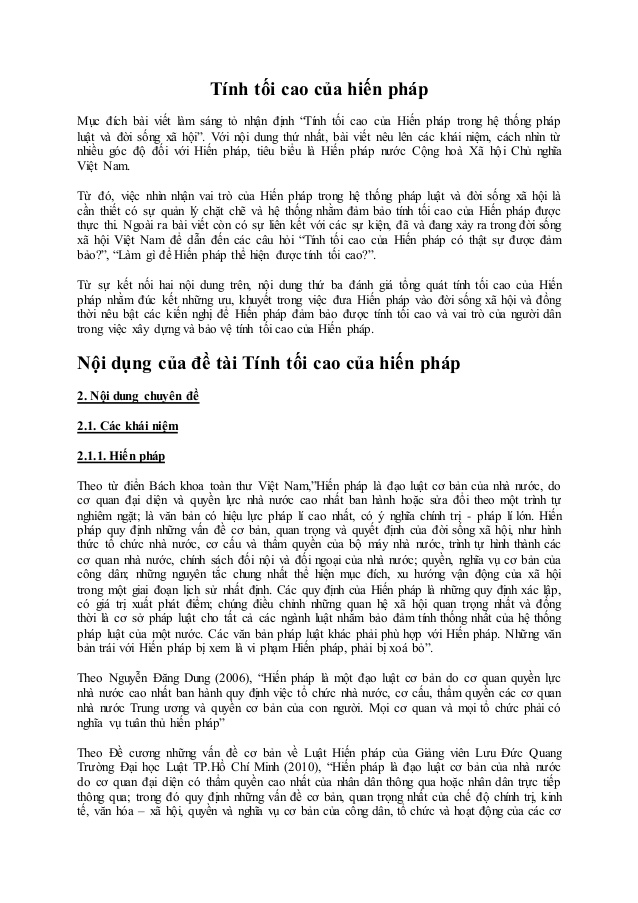 Tính tối cao của hiến pháp
Mục đích bài viết làm sáng tỏ nhận định “Tính tối cao của Hiến pháp trong hệ thống pháp
luật và đời sống xã hội”. Với nội dung thứ nhất, bài viết nêu lên các khái niệm, cách nhìn từ
nhiều góc độ đối với Hiến pháp, tiêu biểu là Hiến pháp nước Cộng hoà Xã hội Chủ nghĩa
Việt Nam.
Từ đó, việc nhìn nhận vai trò của Hiến pháp trong hệ thống pháp luật và đời sống xã hội là
cần thiết có sự quản lý chặt chẽ và hệ thống nhằm đảm bảo tính tối cao của Hiến pháp được
thực thi. Ngoài ra bài viết còn có sự liên kết với các sự kiện, đã và đang xảy ra trong đời sống
xã hội Việt Nam để dẫn đến các câu hỏi “Tính tối cao của Hiến pháp có thật sự được đảm
bảo?”, “Làm gì để Hiến pháp thể hiện được tính tối cao?”.
Từ sự kết nối hai nội dung trên, nội dung thứ ba đánh giá tổng quát tính tối cao của Hiến
pháp nhằm đúc kết những ưu, khuyết trong việc đưa Hiến pháp vào đời sống xã hội và đồng
thời nêu bật các kiến nghị để Hiến pháp đảm bảo được tính tối cao và vai trò của người dân
trong việc xây dựng và bảo vệ tính tối cao của Hiến pháp.
Nội dụng của đề tài Tính tối cao của hiến pháp
2. Nội dung chuyên đề
2.1. Các khái niệm
2.1.1. Hiến pháp
Theo từ điển Bách khoa toàn thư Việt Nam,”Hiến pháp là đạo luật cơ bản của nhà nước, do
cơ quan đại diện và quyền lực nhà nước cao nhất ban hành hoặc sửa đổi theo một trình tự
nghiêm ngặt; là văn bản có hiệu lực pháp lí cao nhất, có ý nghĩa chính trị - pháp lí lớn. Hiến
pháp quy định những vấn đề cơ bản, quan trọng và quyết định của đời sống xã hội, như hình
thức tổ chức nhà nước, cơ cấu và thẩm quyền của bộ máy nhà nước, trình tự hình thành các
cơ quan nhà nước, chính sách đối nội và đối ngoại của nhà nước; quyền, nghĩa vụ cơ bản của
công dân; những nguyên tắc chung nhất thể hiện mục đích, xu hướng vận động của xã hội
trong một giai đoạn lịch sử nhất định. Các quy định của Hiến pháp là những quy định xác lập,
có giá trị xuất phát điểm; chúng điều chỉnh những quan hệ xã hội quan trọng nhất và đồng
thời là cơ sở pháp luật cho tất cả các ngành luật nhằm bảo đảm tính thống nhất của hệ thống
pháp luật của một nước. Các văn bản pháp luật khác phải phù hợp với Hiến pháp. Những văn
bản trái với Hiến pháp bị xem là vi phạm Hiến pháp, phải bị xoá bỏ”.
Theo Nguyễn Đăng Dung (2006), “Hiến pháp là một đạo luật cơ bản do cơ quan quyền lực
nhà nước cao nhất ban hành quy định việc tổ chức nhà nước, cơ cấu, thẩm quyền các cơ quan
nhà nước Trung ương và quyền cơ bản của con người. Mọi cơ quan và mọi tổ chức phải có
nghĩa vụ tuân thủ hiến pháp”
Theo Đề cương những vấn đề cơ bản về Luật Hiến pháp của Giảng viên Lưu Đức Quang
Trường Đại học Luật TP.Hồ Chí Minh (2010), “Hiến pháp là đạo luật cơ bản của nhà nước
do cơ quan đại diện có thẩm quyền cao nhất của nhân dân thông qua hoặc nhân dân trực tiếp
thông qua; trong đó quy định những vấn đề cơ bản, quan trọng nhất của chế độ chính trị, kinh
tế, văn hóa – xã hội, quyền và nghĩa vụ cơ bản của công dân, tổ chức và hoạt động của các cơ